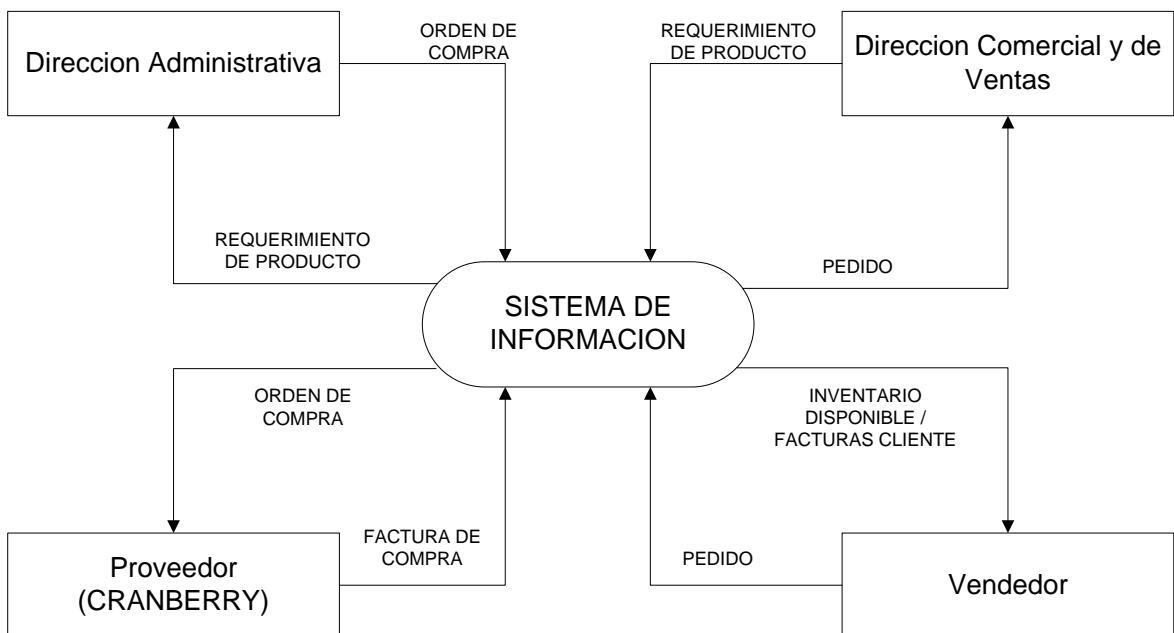 Direccion Administrativa
ORDEN DE
COMPRA
REQUERIMIENTO
DE PRODUCTO
Direccion Comercial y de
Ventas
REQUERIMIENTO
DE PRODUCTO
PEDIDO
SISTEMA DE
INFORMACION
ORDEN DE
COMPRA
INVENTARIO
DISPONIBLE /
FACTURAS CLIENTE
FACTURA DE
COMPRA
PEDIDO
Proveedor
(CRANBERRY)
Vendedor